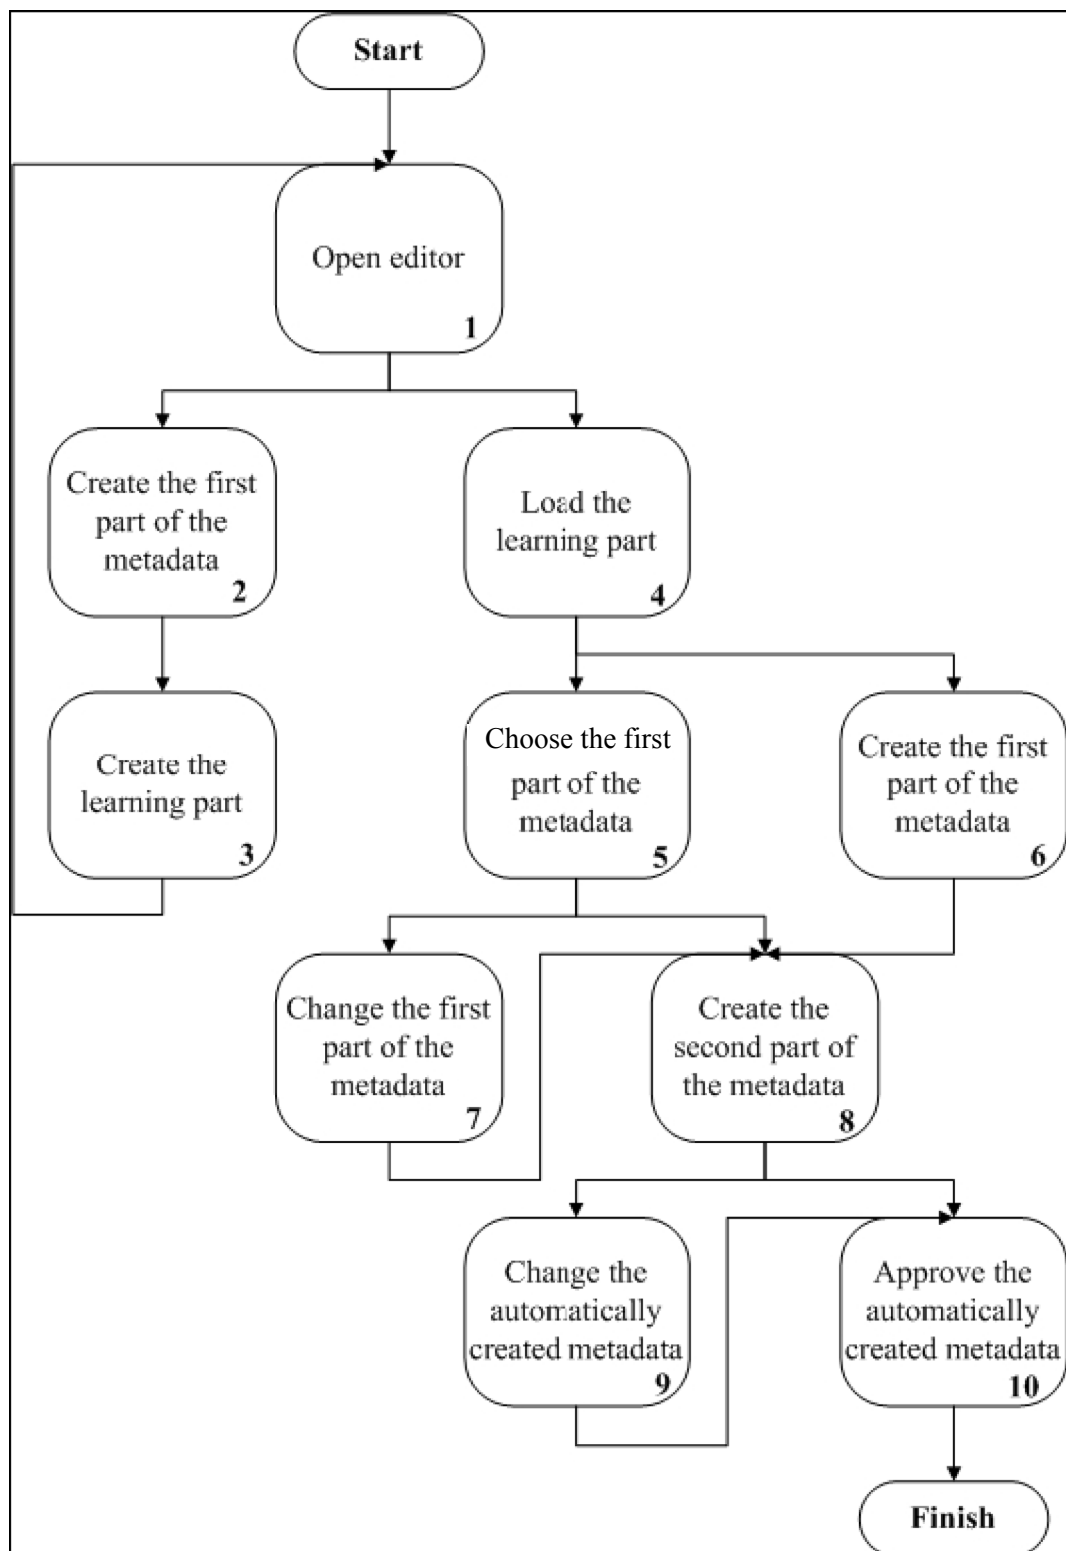 Start
Open editor
1
Create the first
part of the
metadata
2
Load the
learning part
4
Create the
learning part
3
Choose the first
part of the
metadata
5
Create the first
part of the
metadata
6
Change the first
part of the
metadata
7
Create the
second part of
the metadata
8
Change the
automatically
created metadata
9
Approve the
automatically
created metadata
10
Finish